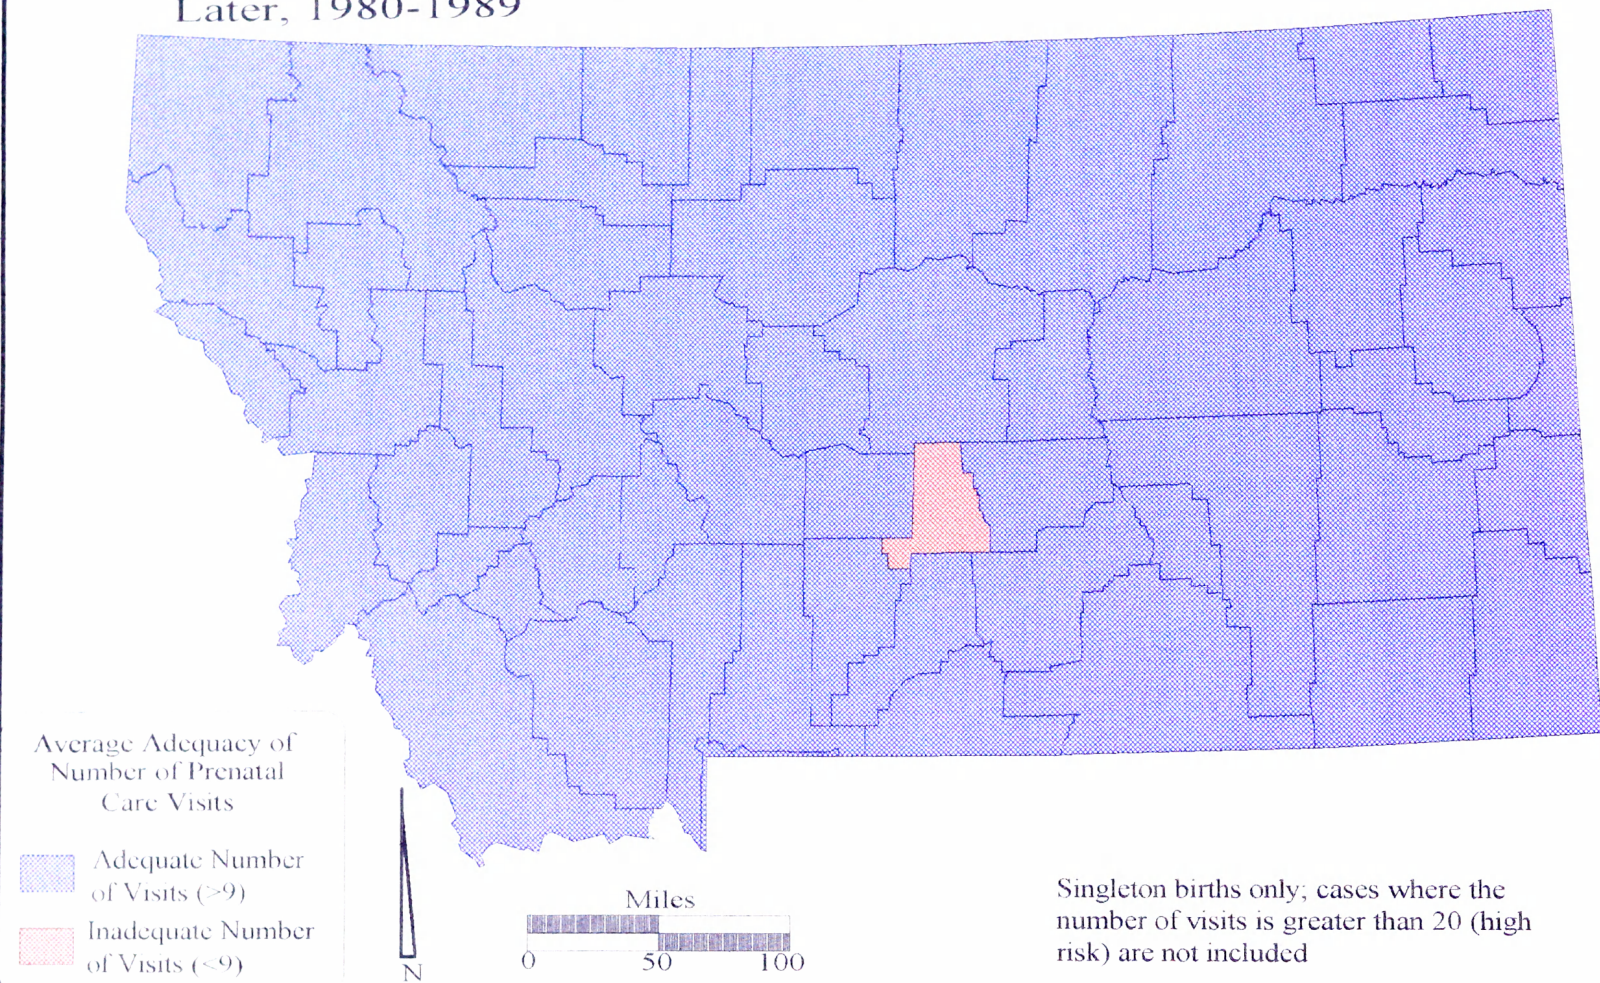 Later, 1980-1989
Average Adequacy of
Number of Prenatal
Care Visits
Adequate Number
of Visits (>9)
Inadequate Number
of Visits (<9)
N
Miles
0 50 100
Singleton births only; cases where the
number of visits is greater than 20 (high
risk) are not included